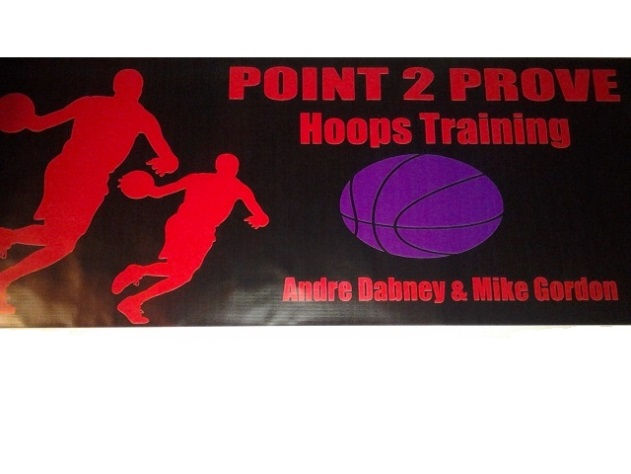 POINT 2 PROVE
Hoops Training
Andre Dabney & Mike Gordon